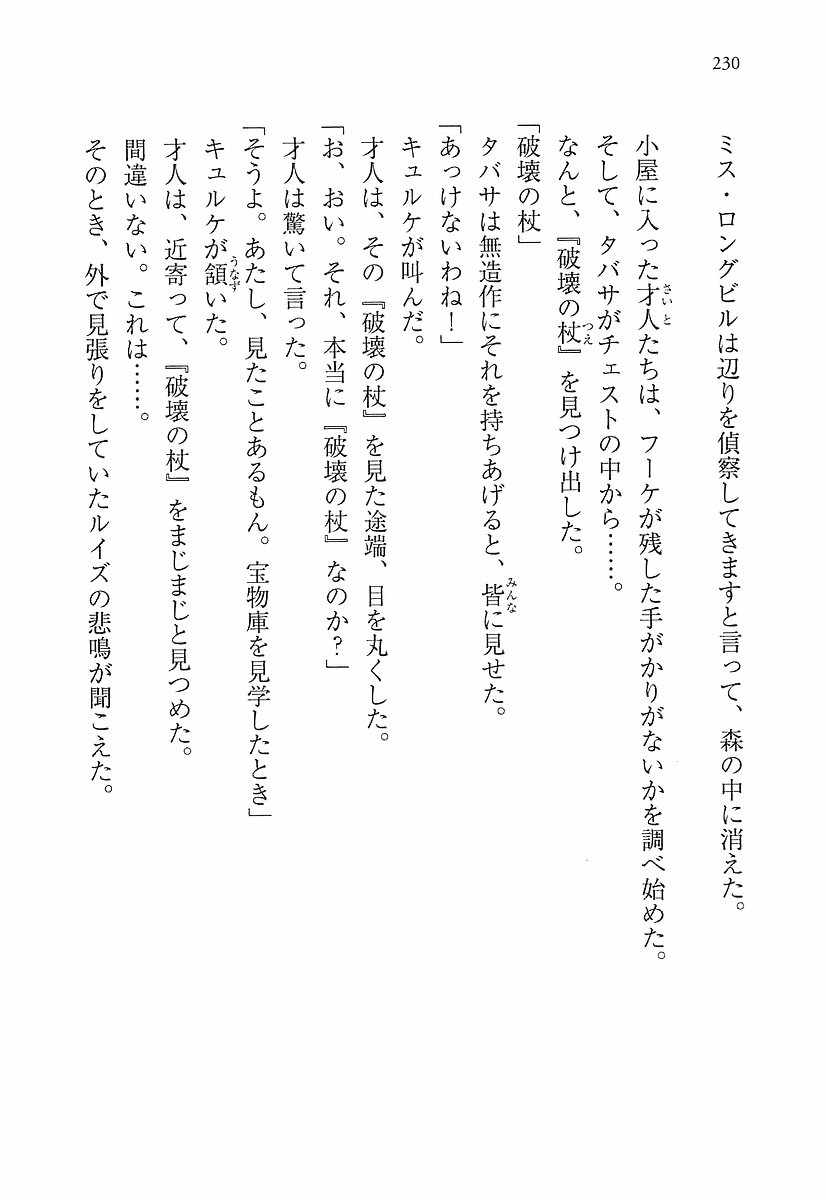 230
ミス・ロングビルは辺りを偵察してきますと言って、森の中に消えた。
小屋に入った才人たちは、フーケが残した手がかりがないかを調べ始めた。
そして、タバサがチェストの中から……。
なんと、『破壊の杖』を見つけ出した。
「破壊の杖」
タバサは無造作にそれを持ちあげると、皆に見せた。
「あっけないわね！」
キュルケが叫んだ。
才人は、その『破壊の杖』を見た途端、目を丸くした。
「お、おい。それ、本当に『破壊の杖』なのか？」
才人は驚いて言った。
「そうよ。あたし、見たことあるもん。宝物庫を見学したとき」
キュルケが頷いた。
才人は、近寄って、『破壊の杖』をまじまじと見つめた。
間違いない。これは……。
そのとき、外で見張りをしていたルイズの悲鳴が聞こえた。